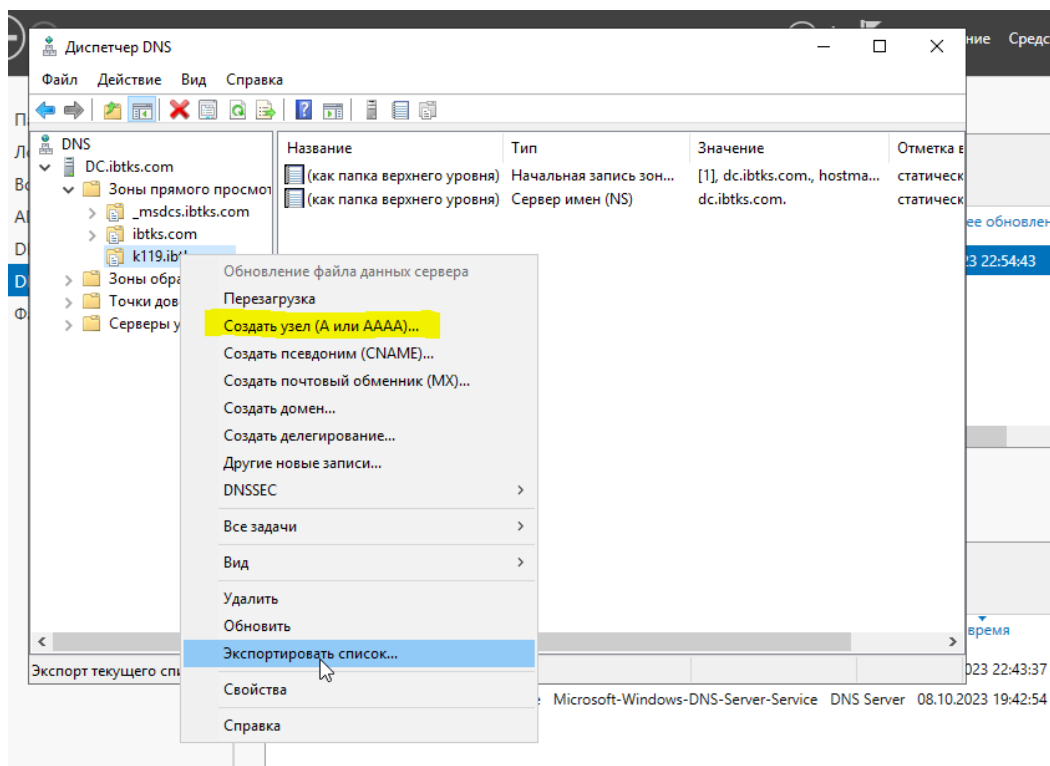 ние Средс
Диспетчер DNS
Файл Действие Вид Справка
DNS
DC.ibtks.com
Зоны прямого просмот
_msdcs.ibtks.com
ibtks.com
k119.ibt
Зоны обра
Точки дов
Серверы у
Название Тип Значение Отметка в
(как папка верхнего уровня) Начальная запись зон... [1], dc.ibtks.com., hostma... статическ
(как папка верхнего уровня) Сервер имен (NS) dc.ibtks.com. статическ
Обновление файла данных сервера
Перезагрузка
Создать узел (A или AAAA)...
Создать псевдоним (CNAME)...
Создать почтовый обменник (MX)...
Создать домен...
Создать делегирование...
Другие новые записи...
DNSSEC
Все задачи
Вид
Удалить
Обновить
Экспортировать список...
Свойства
Справка
Экспорт текущего спи
ее обновлен
23 22:54:43
время
023 22:43:37
Microsoft-Windows-DNS-Server-Service DNS Server 08.10.2023 19:42:54